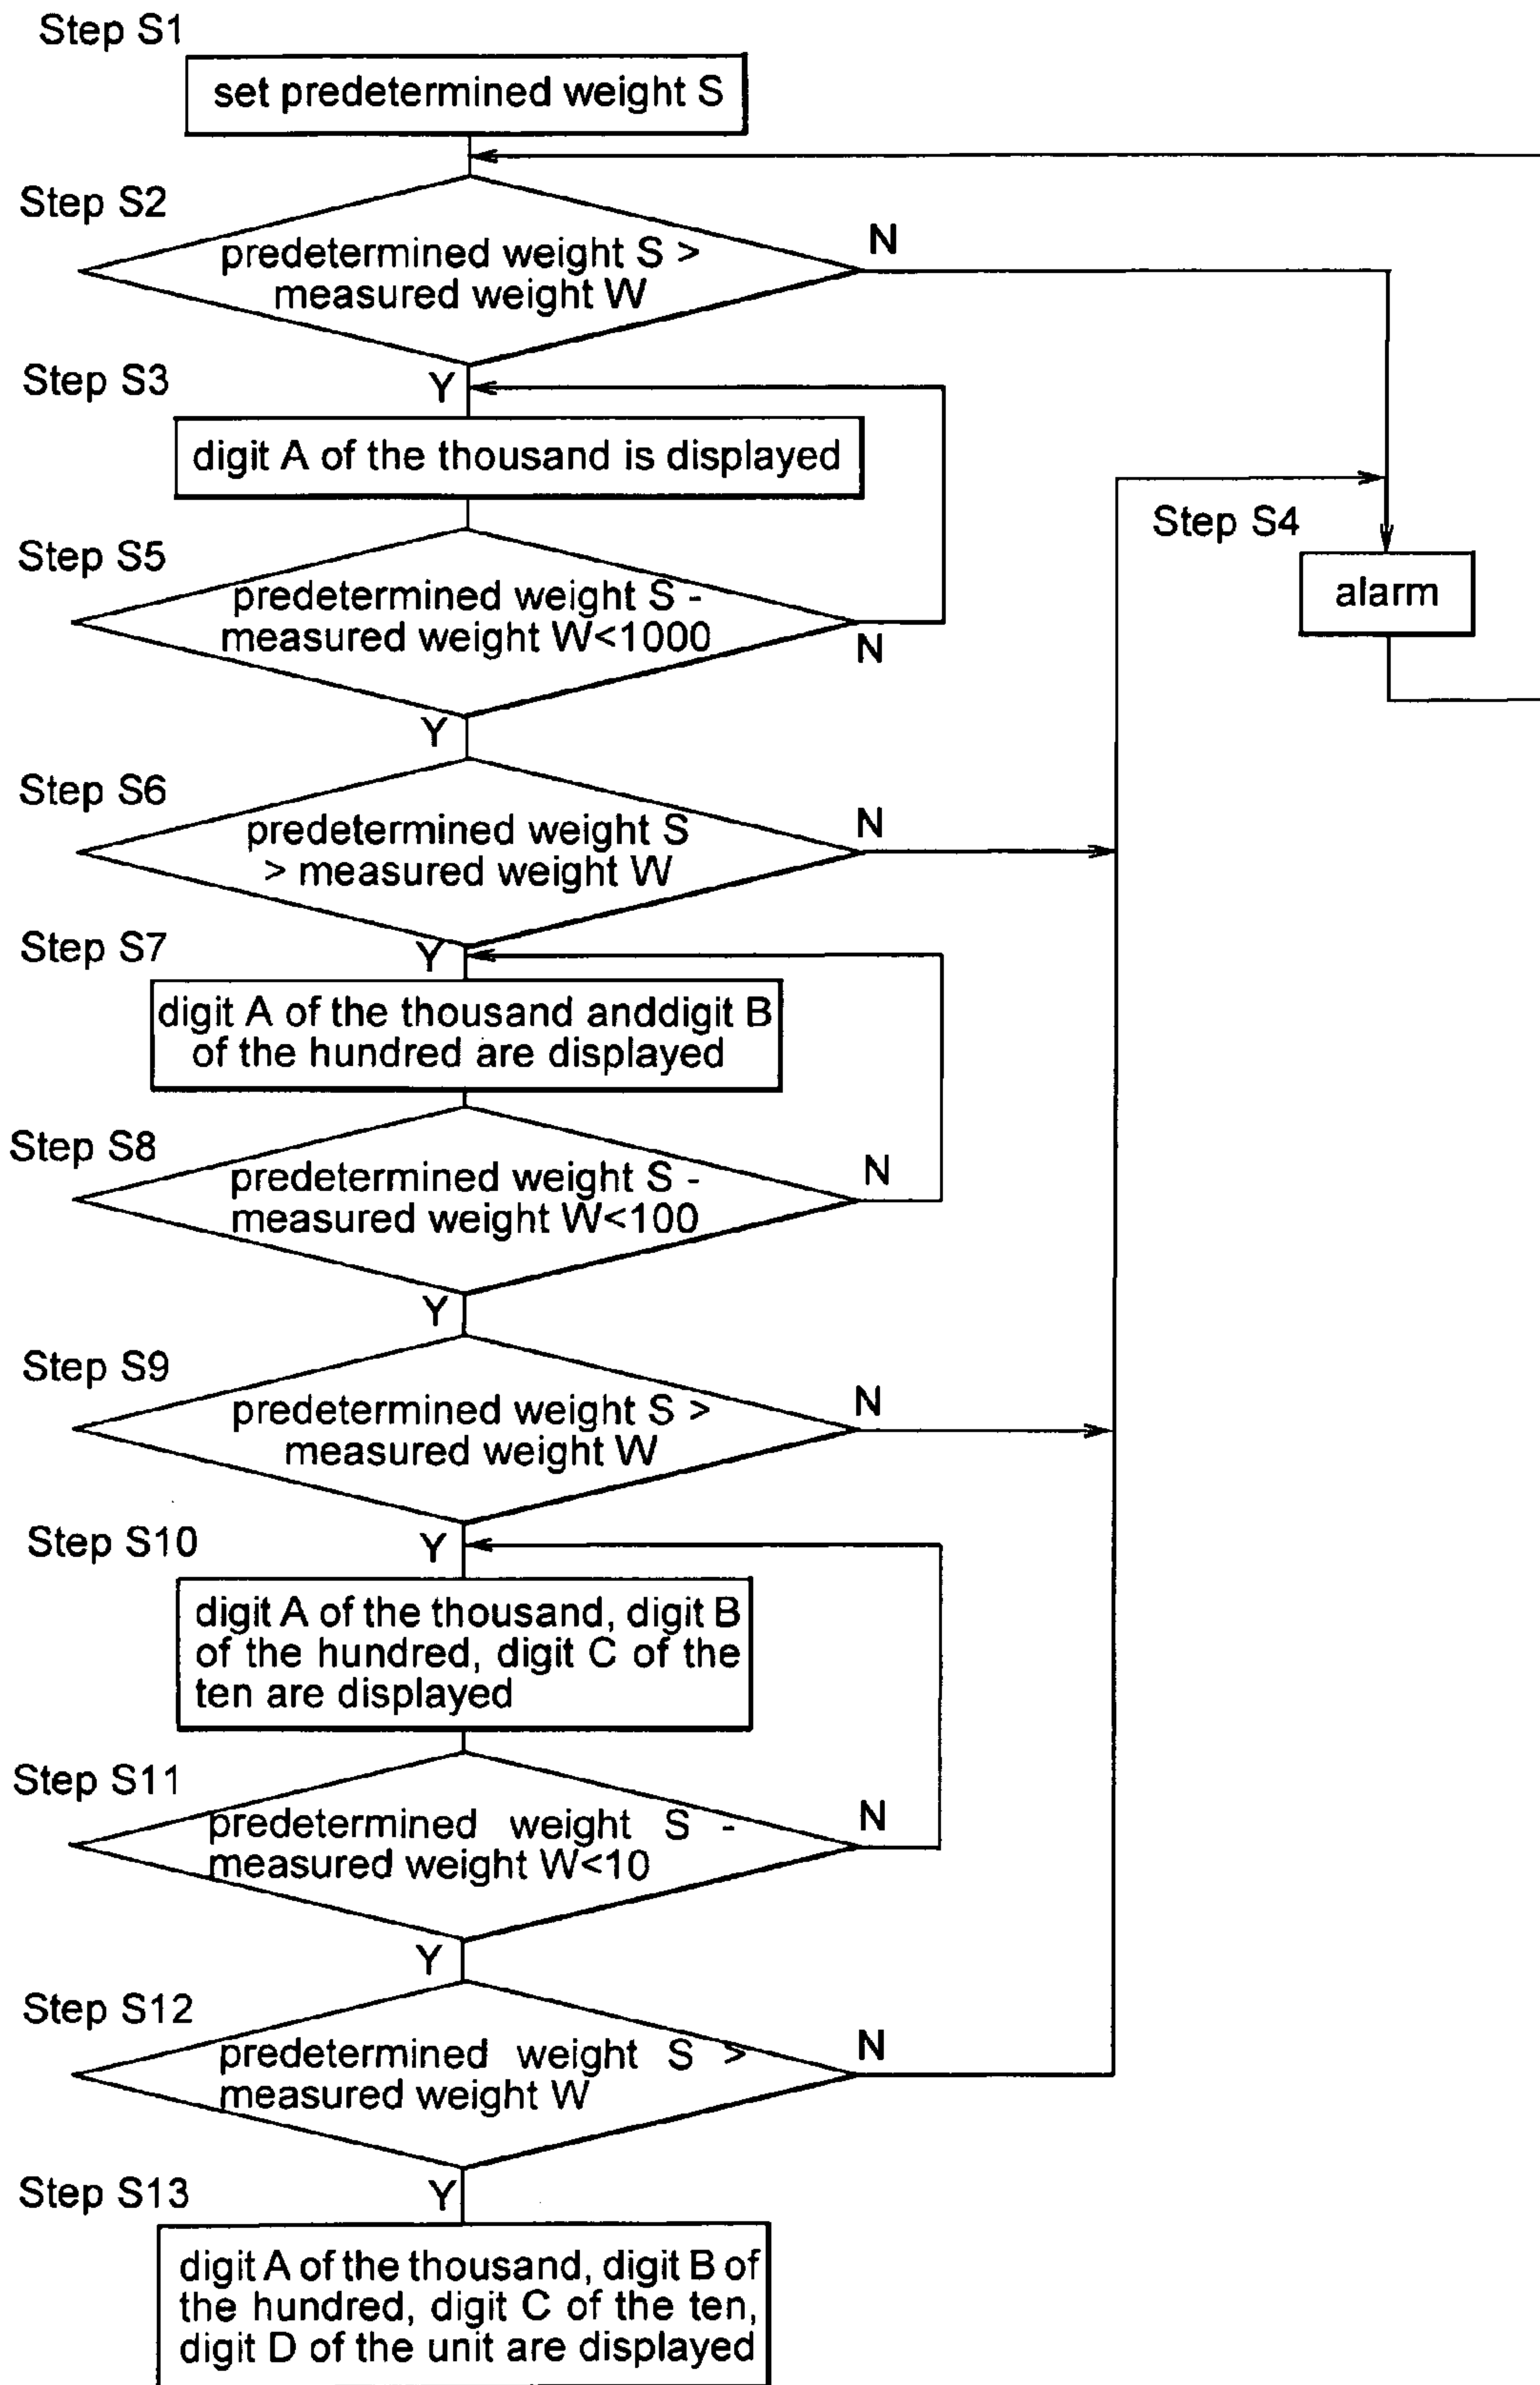 Step S1
set predetermined weight S
Step S2
predetermined weight S >
measured weight W
N
Step S3
Y
digit A of the thousand is displayed
Step S4
alarm
Step S5
predetermined weight S -
measured weight W<1000
N
Y
Step S6
predetermined weight S
> measured weight W
N
Step S7
Y
digit A of the thousand anddigit B
of the hundred are displayed
Step S8
predetermined weight S -
measured weight W<100
N
Y
Step S9
predetermined weight S >
measured weight W
N
Step S10
Y
digit A of the thousand, digit B
of the hundred, digit C of the
ten are displayed
Step S11
predetermined weight S -
measured weight W<10
N
Y
Step S12
predetermined weight S >
measured weight W
N
Step S13
Y
digit A of the thousand, digit B of
the hundred, digit C of the ten,
digit D of the unit are displayed